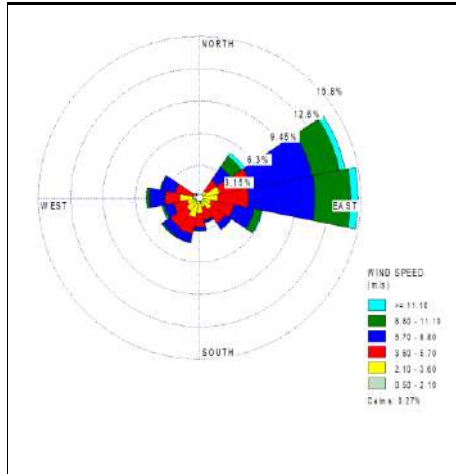 NORTH
15.8%
12.6%
9.45%
6.3%
3.15%
WEST
EAST
SOUTH
WIND SPEED
(m/s)
>= 11.10
8.80 - 11.10
5.70 - 8.80
3.60 - 5.70
2.10 - 3.60
0.50 - 2.10
Calms: 0.27%